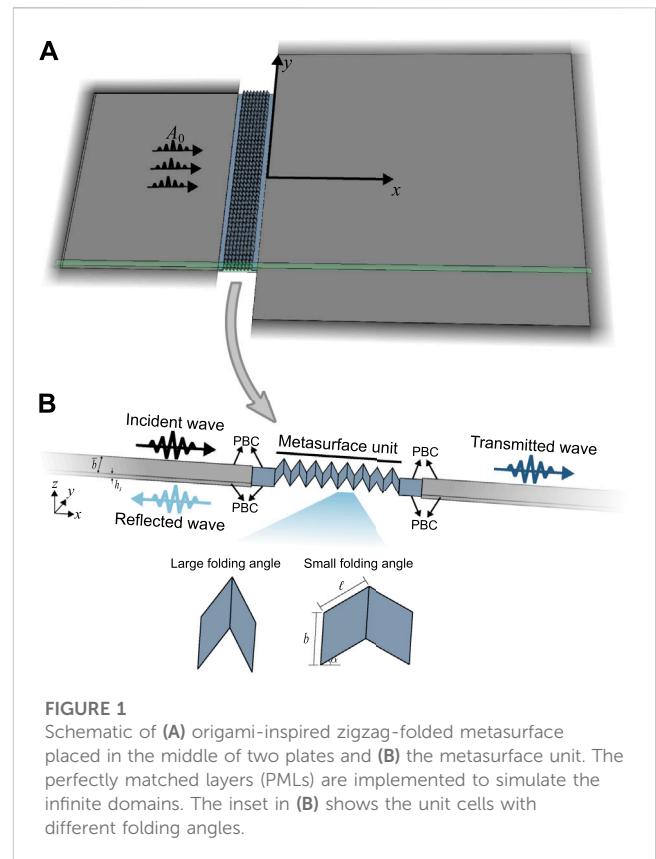 A
y
A₀
x
B
Incident wave
PBC
Metasurface unit
PBC
Transmitted wave
b̄
hₛ
z
y
x
Reflected wave
PBC
PBC
Large folding angle
Small folding angle
ℓ
b
α
FIGURE 1
Schematic of (A) origami-inspired zigzag-folded metasurface
placed in the middle of two plates and (B) the metasurface unit. The
perfectly matched layers (PMLs) are implemented to simulate the
infinite domains. The inset in (B) shows the unit cells with
different folding angles.